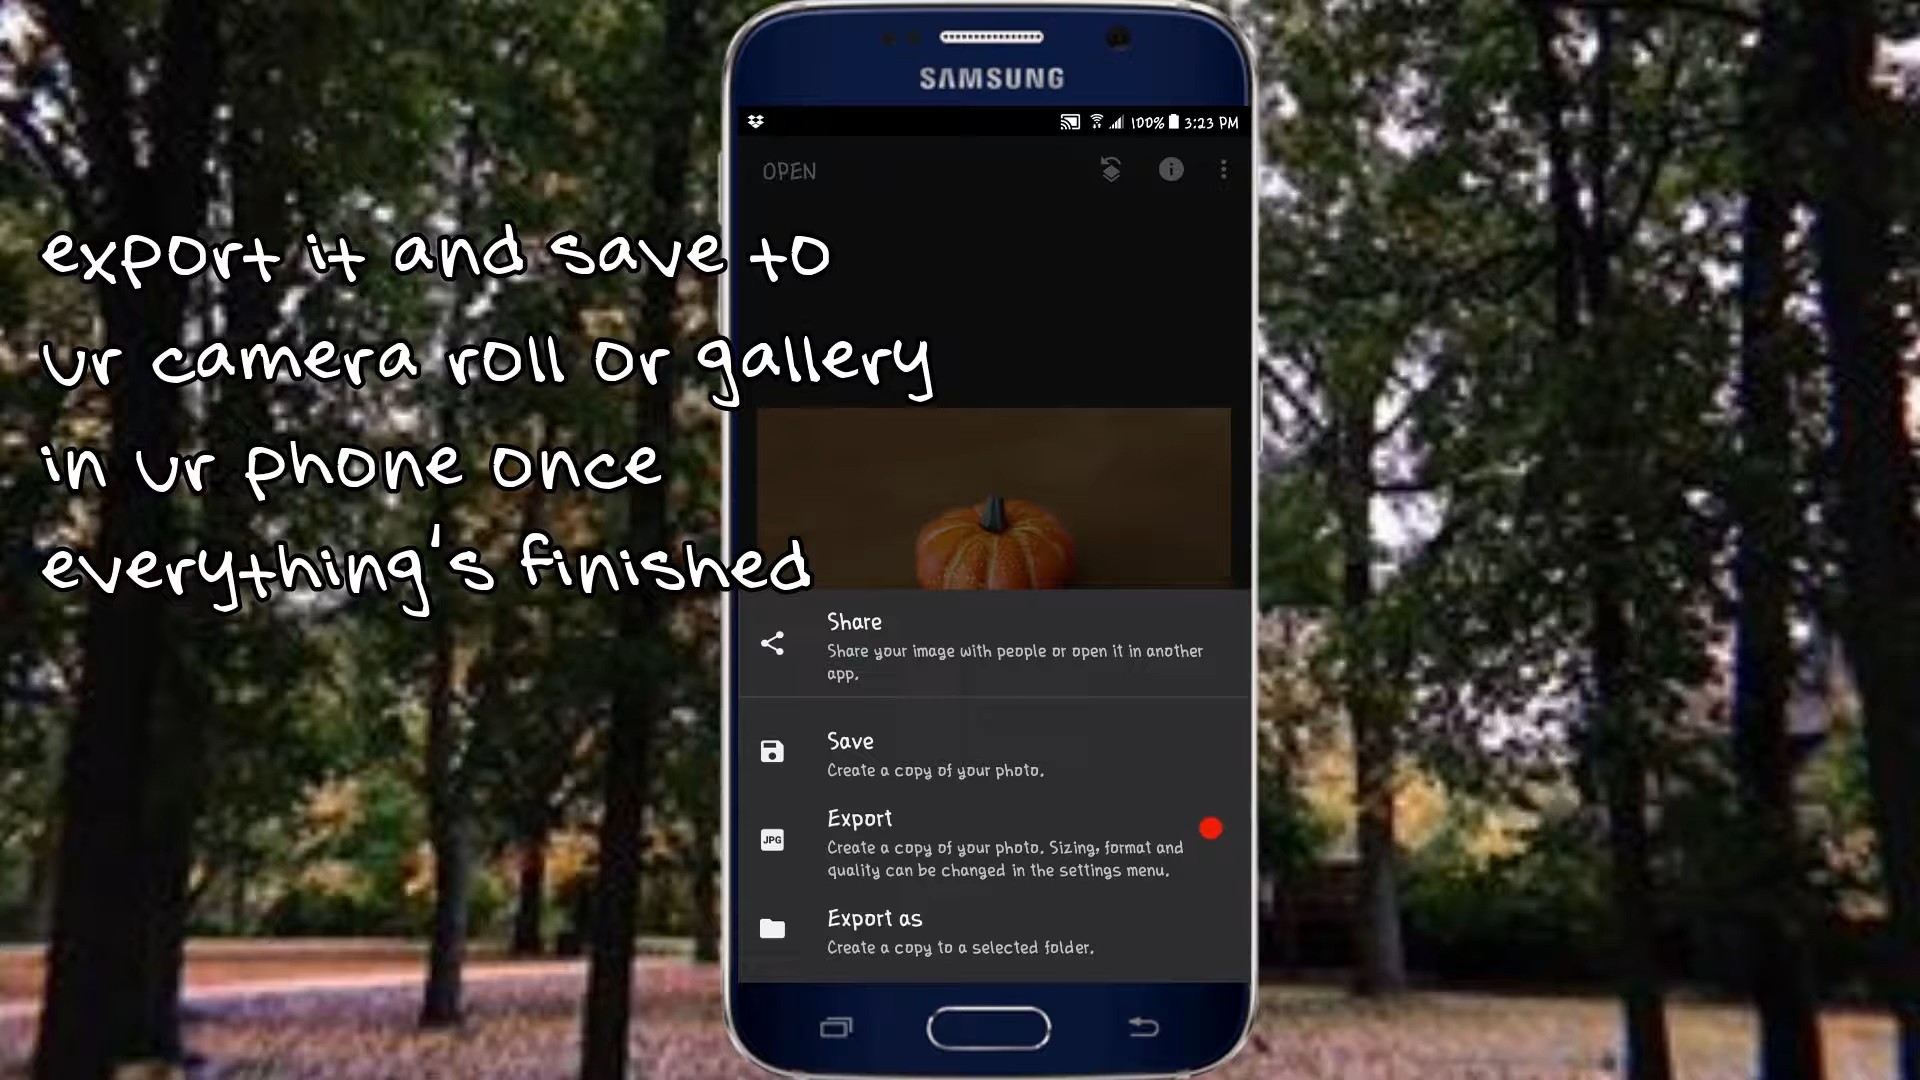 SAMSUNG
100% 3:23 PM
OPEN
export it and save to
ur camera roll or gallery
in ur phone once
everything's finished
Share
Share your image with people or open it in another
app.
Save
Create a copy of your photo.
JPG
Export
Create a copy of your photo. Sizing, format and
quality can be changed in the settings menu.
Export as
Create a copy to a selected folder.